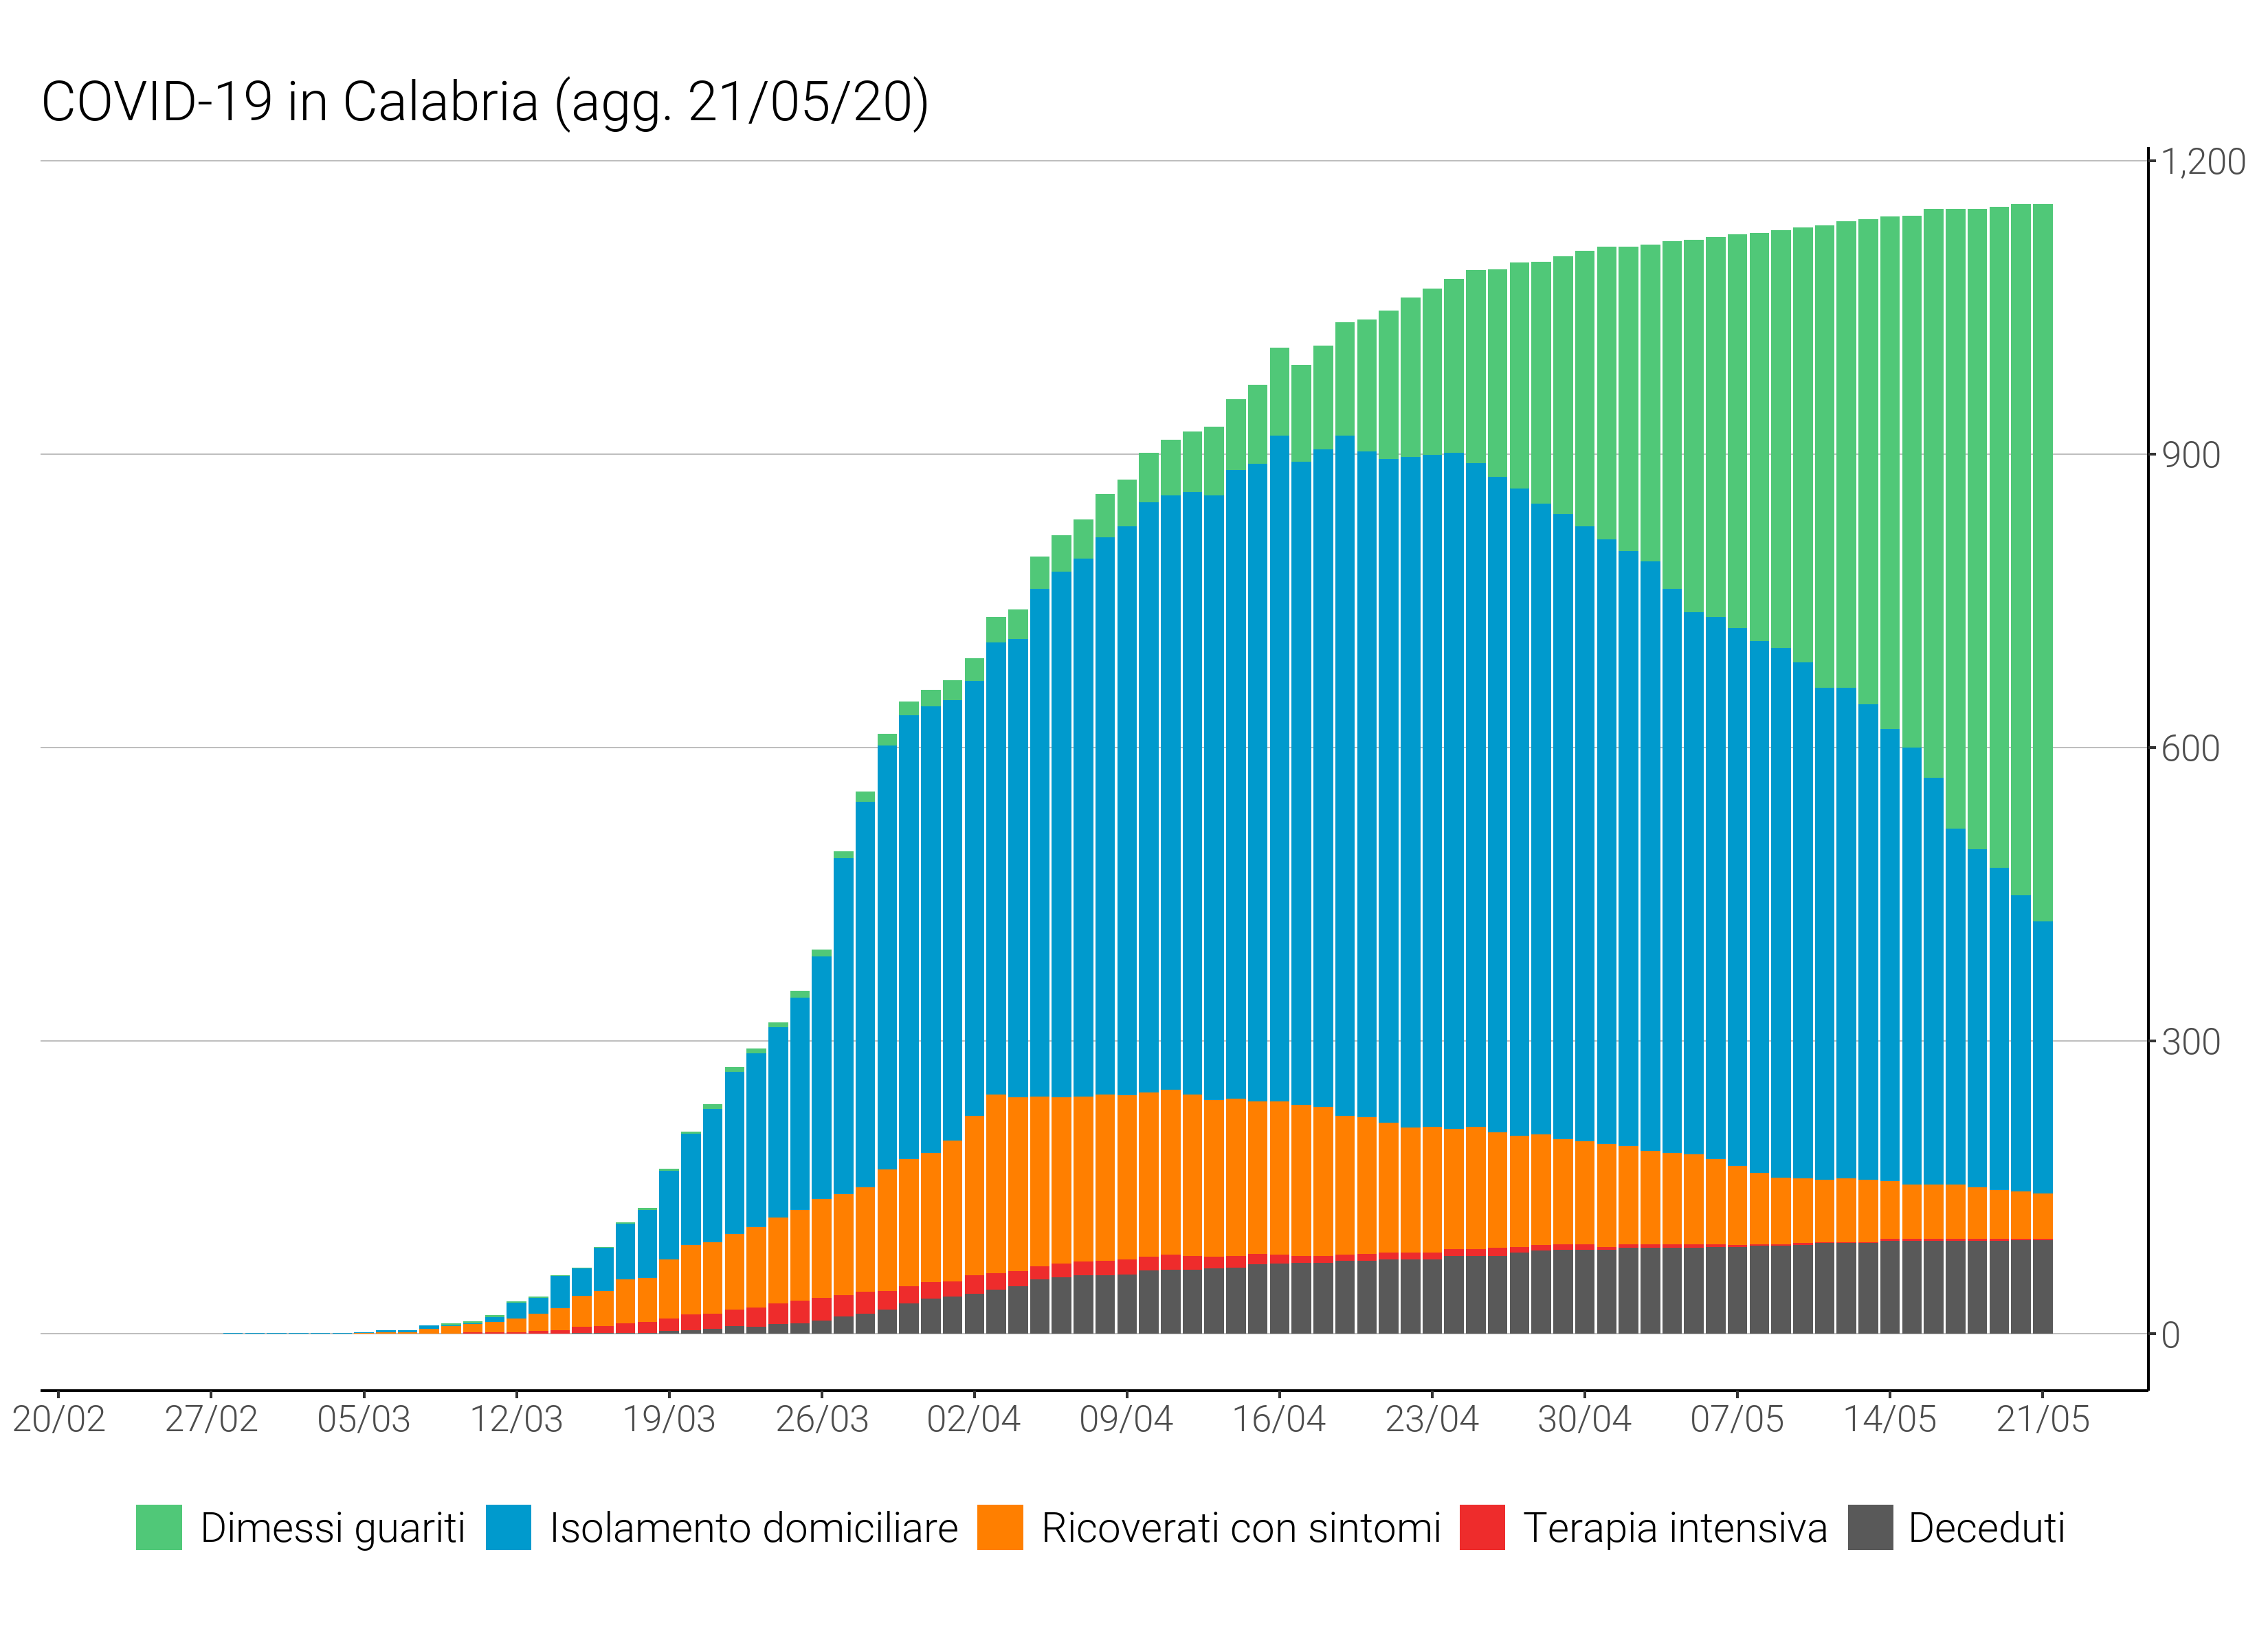 COVID-19 in Calabria (agg. 21/05/20)
1,200
900
600
300
0
20/02 27/02 05/03 12/03 19/03 26/03 02/04 09/04 16/04 23/04 30/04 07/05 14/05 21/05
Dimessi guariti Isolamento domiciliare Ricoverati con sintomi Terapia intensiva Deceduti